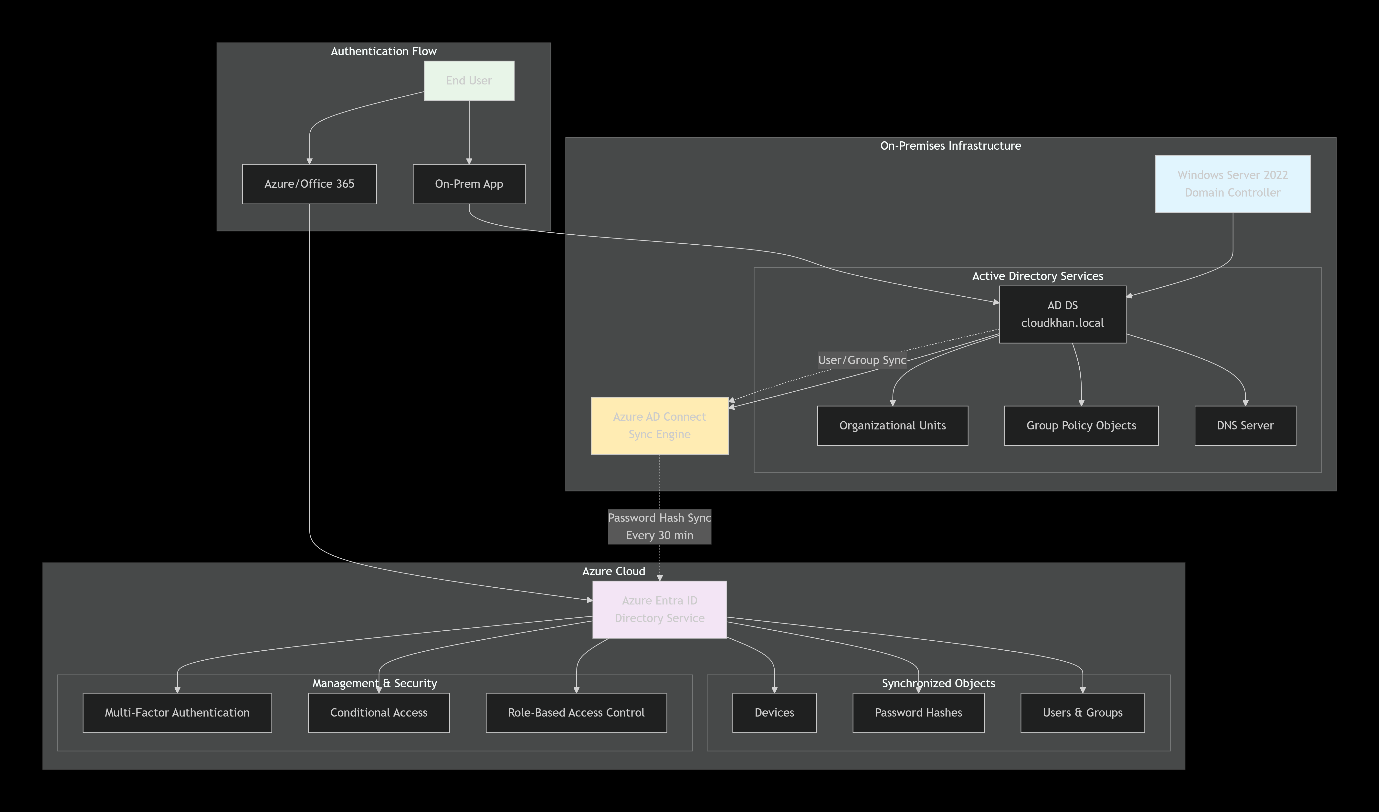 Authentication Flow
End User
Azure/Office 365
On-Prem App
On-Premises Infrastructure
Windows Server 2022
Domain Controller
Active Directory Services
AD DS
cloudkhan.local
User/Group Sync
Azure AD Connect
Sync Engine
Organizational Units
Group Policy Objects
DNS Server
Password Hash Sync
Every 30 min
Azure Cloud
Azure Entra ID
Directory Service
Management & Security
Multi-Factor Authentication
Conditional Access
Role-Based Access Control
Synchronized Objects
Devices
Password Hashes
Users & Groups